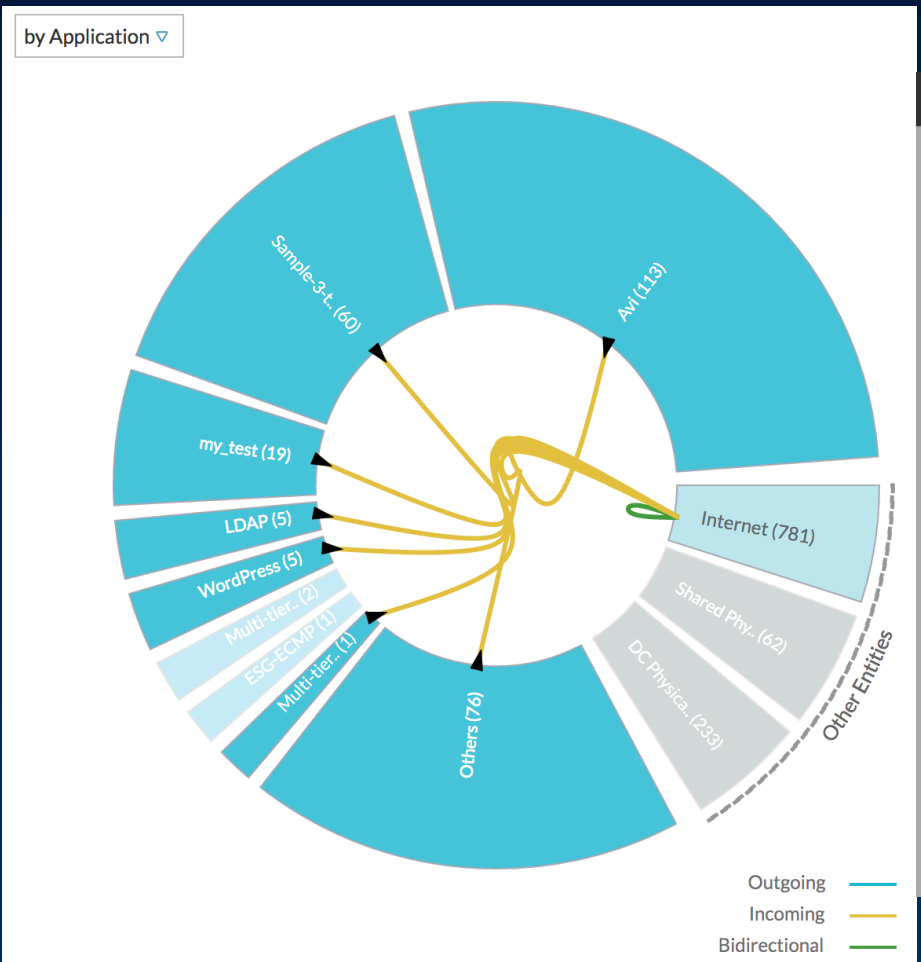 by Application
Avi (113)
Sample-3-t.. (60)
my_test (19)
LDAP (5)
WordPress (5)
Multi-tier.. (2)
ESG-ECMP (1)
Multi-tier.. (1)
Others (76)
Internet (781)
Shared Phy.. (62)
DC Physica.. (233)
Other Entities
Outgoing
Incoming
Bidirectional